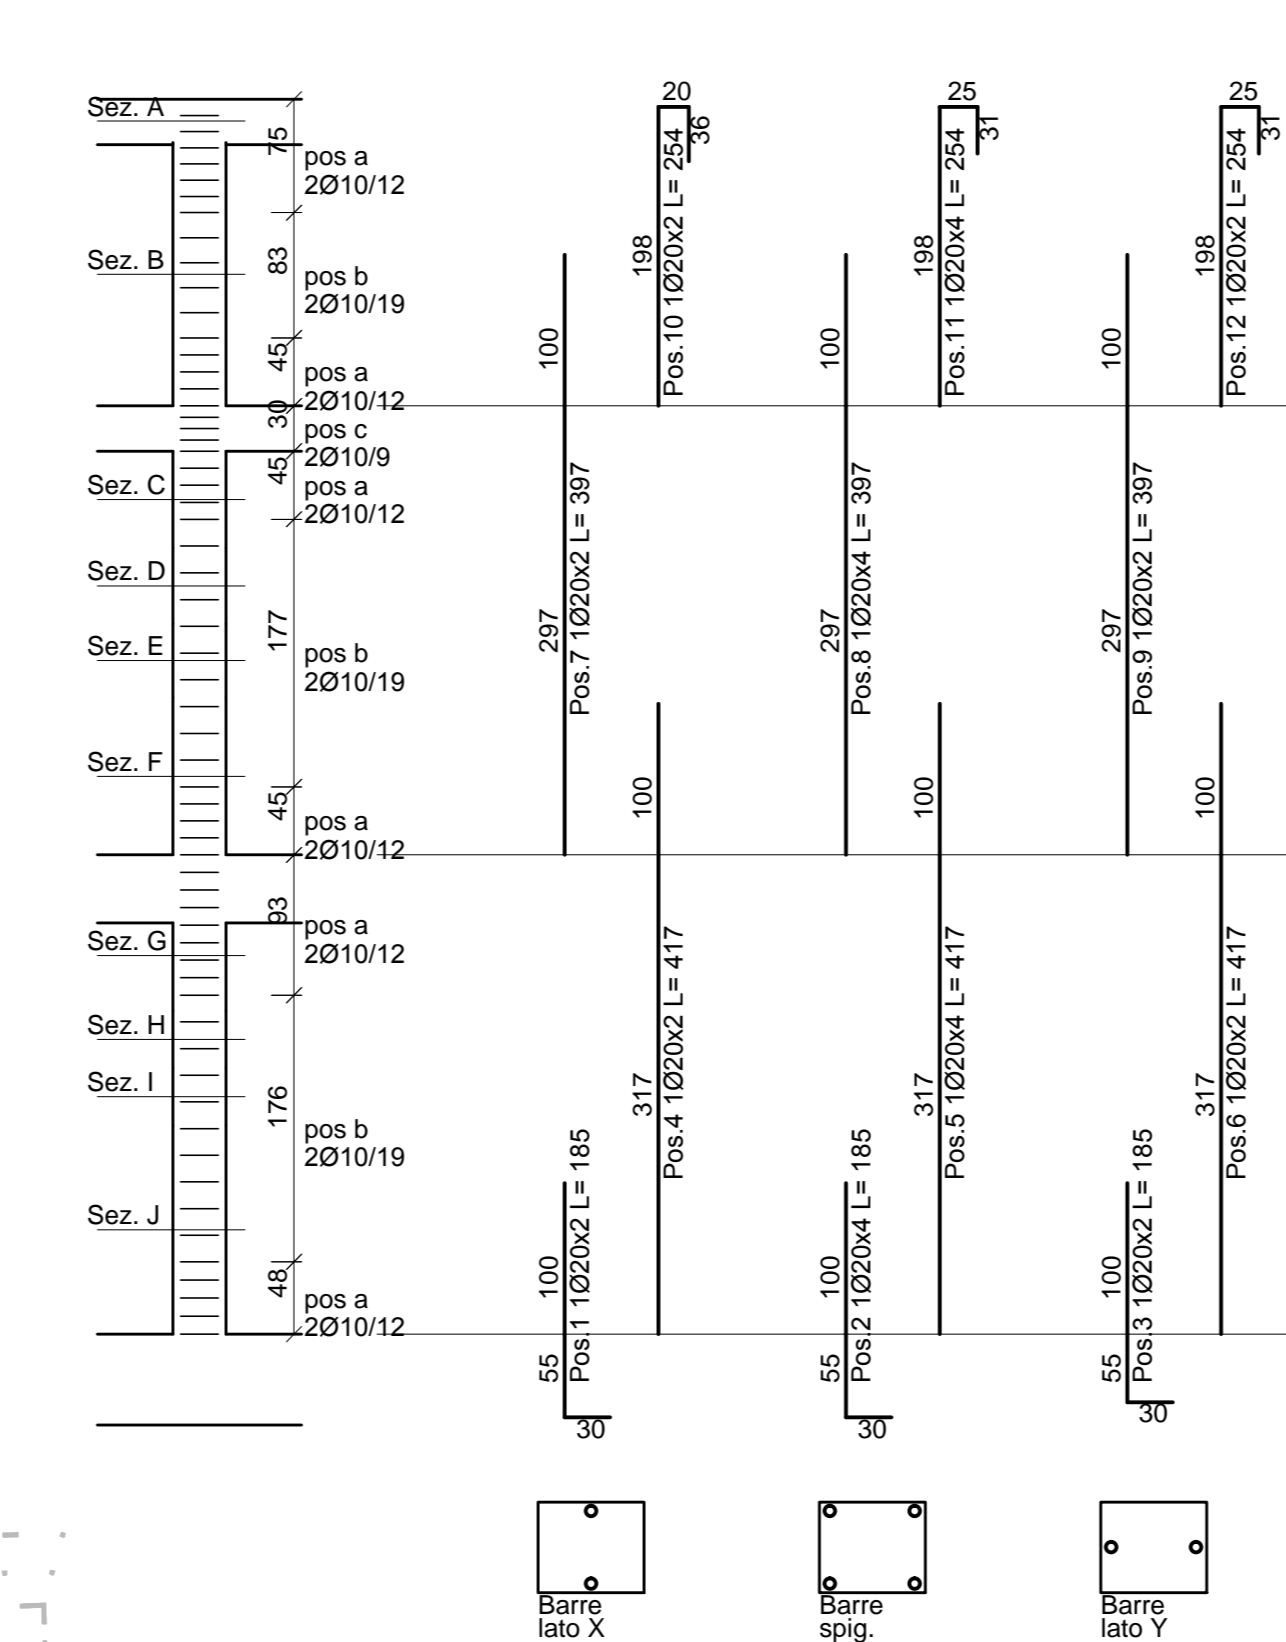 Sez. A
75
pos a
2Ø10/12
Sez. B
83
pos b
2Ø10/19
45
pos a
2Ø10/12
30
pos c
2Ø10/9
Sez. C
45
pos a
2Ø10/12
Sez. D
Sez. E
177
pos b
2Ø10/19
Sez. F
45
pos a
2Ø10/12
93
Sez. G
pos a
2Ø10/12
Sez. H
Sez. I
176
pos b
2Ø10/19
Sez. J
48
pos a
2Ø10/12
100
297
Pos.7 1Ø20x2 L= 397
100
55
Pos.1 1Ø20x2 L= 185
30
20
36
198
Pos.10 1Ø20x2 L= 254
100
317
Pos.4 1Ø20x2 L= 417
100
297
Pos.8 1Ø20x4 L= 397
100
55
Pos.2 1Ø20x4 L= 185
30
25
31
198
Pos.11 1Ø20x4 L= 254
100
317
Pos.5 1Ø20x4 L= 417
100
297
Pos.9 1Ø20x2 L= 397
100
55
Pos.3 1Ø20x2 L= 185
30
25
31
198
Pos.12 1Ø20x2 L= 254
100
317
Pos.6 1Ø20x2 L= 417
Barre
lato X
Barre
spig.
Barre
lato Y